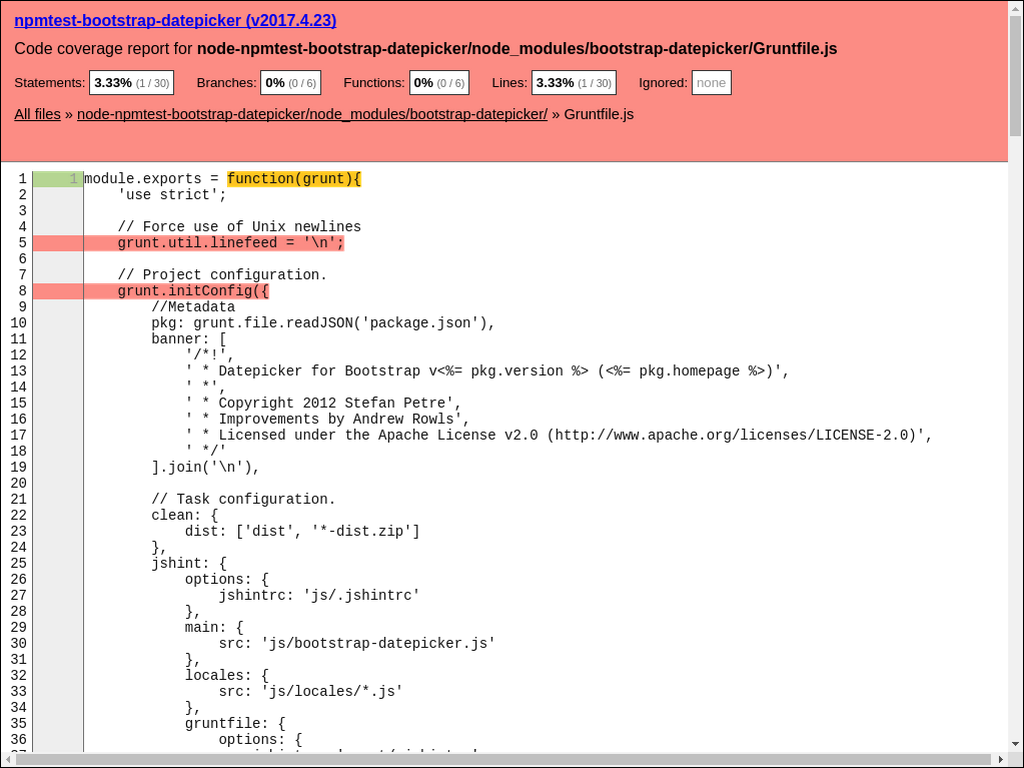 npmtest-bootstrap-datepicker (v2017.4.23)
Code coverage report for node-npmtest-bootstrap-datepicker/node_modules/bootstrap-datepicker/Gruntfile.js
Statements: 3.33% (1 / 30) Branches: 0% (0 / 6) Functions: 0% (0 / 6) Lines: 3.33% (1 / 30) Ignored: none
All files » node-npmtest-bootstrap-datepicker/node_modules/bootstrap-datepicker/ » Gruntfile.js
1 1 module.exports = function(grunt){
2 'use strict';
3
4 // Force use of Unix newlines
5 grunt.util.linefeed = '\n';
6
7 // Project configuration.
8 grunt.initConfig({
9 //Metadata
10 pkg: grunt.file.readJSON('package.json'),
11 banner: [
12 '/*!',
13 ' * Datepicker for Bootstrap v<%= pkg.version %> (<%= pkg.homepage %>)',
14 ' *',
15 ' * Copyright 2012 Stefan Petre',
16 ' * Improvements by Andrew Rowls',
17 ' * Licensed under the Apache License v2.0 (http://www.apache.org/licenses/LICENSE-2.0)',
18 ' */'
19 ].join('\n'),
20
21 // Task configuration.
22 clean: {
23 dist: ['dist', '*-dist.zip']
24 },
25 jshint: {
26 options: {
27 jshintrc: 'js/.jshintrc'
28 },
29 main: {
30 src: 'js/bootstrap-datepicker.js'
31 },
32 locales: {
33 src: 'js/locales/*.js'
34 },
35 gruntfile: {
36 options: {